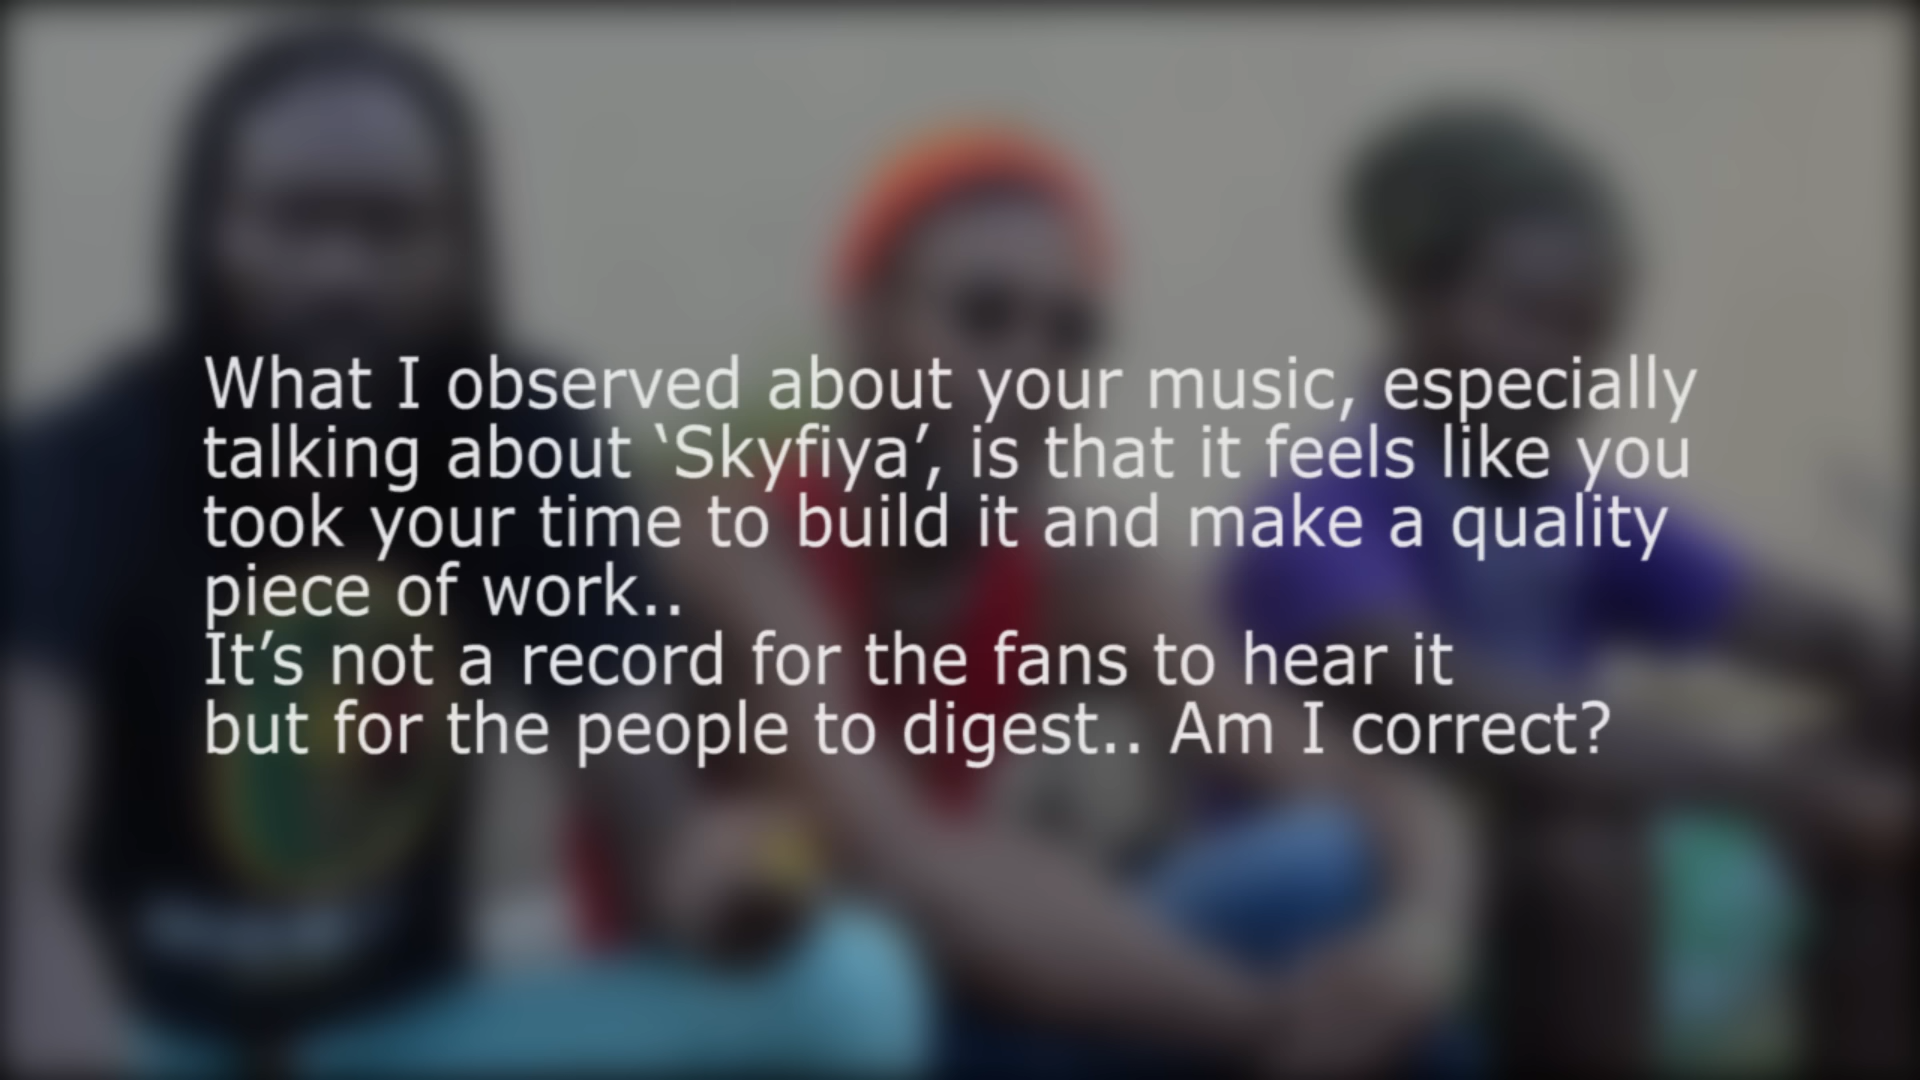 What I observed about your music, especially
talking about ‘Skyfiya’, is that it feels like you
took your time to build it and make a quality
piece of work..
It’s not a record for the fans to hear it
but for the people to digest.. Am I correct?